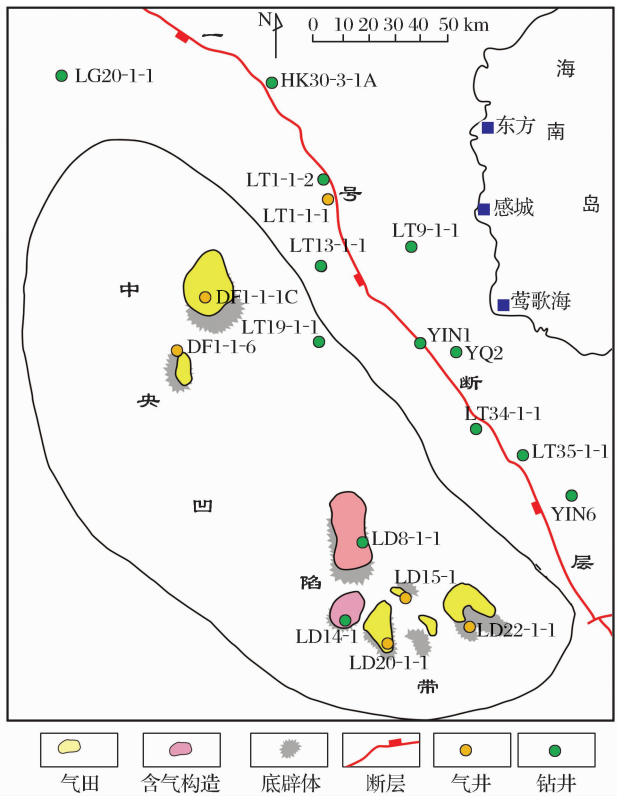 N
0 10 20 30 40 50 km
一
海
南
岛
LG20-1-1
HK30-3-1A
东方
LT1-1-2
号
LT1-1-1
感城
LT9-1-1
LT13-1-1
中
DF1-1-1C
莺歌海
LT19-1-1
YIN1
DF1-1-6
YQ2
断
央
LT34-1-1
LT35-1-1
凹
YIN6
LD8-1-1
层
陷
LD15-1
LD14-1
LD22-1-1
LD20-1-1
带
气田 含气构造 底辟体 断层 气井 钻井